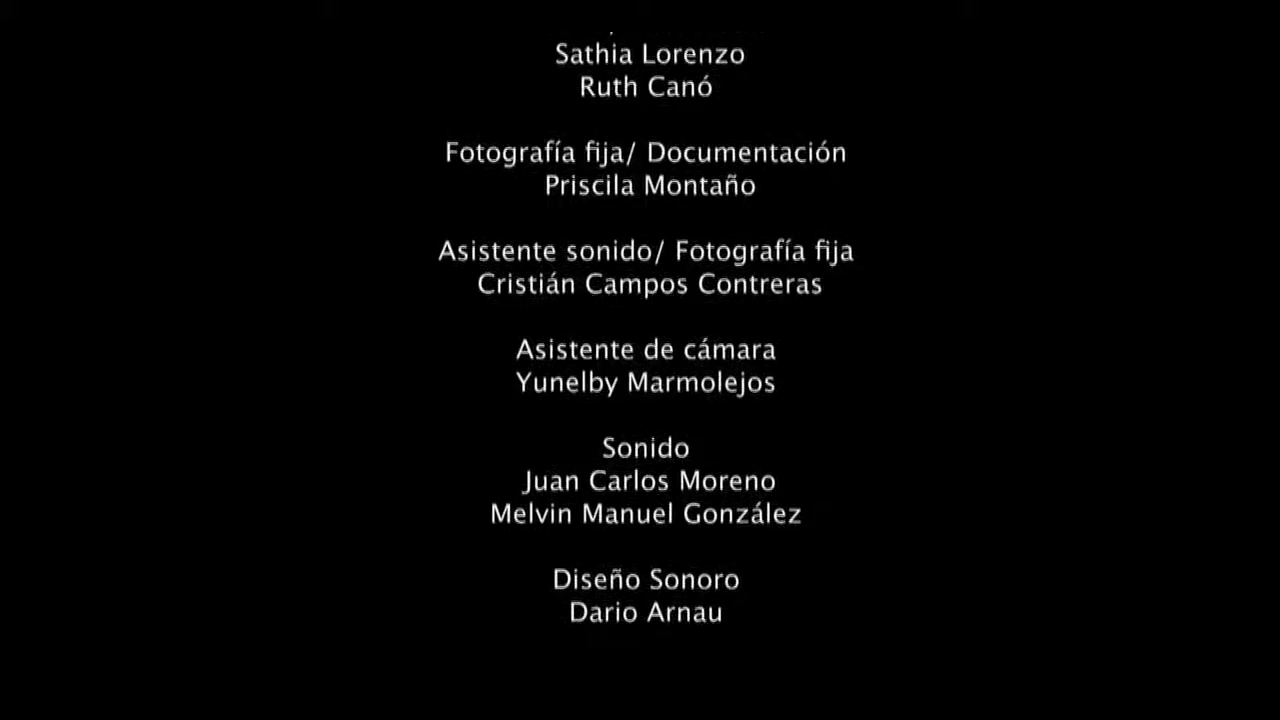 Sathia Lorenzo
Ruth Canó
Fotografía fija/ Documentación
Priscila Montaño
Asistente sonido/ Fotografía fija
Cristián Campos Contreras
Asistente de cámara
Yunelby Marmolejos
Sonido
Juan Carlos Moreno
Melvin Manuel González
Diseño Sonoro
Dario Arnau